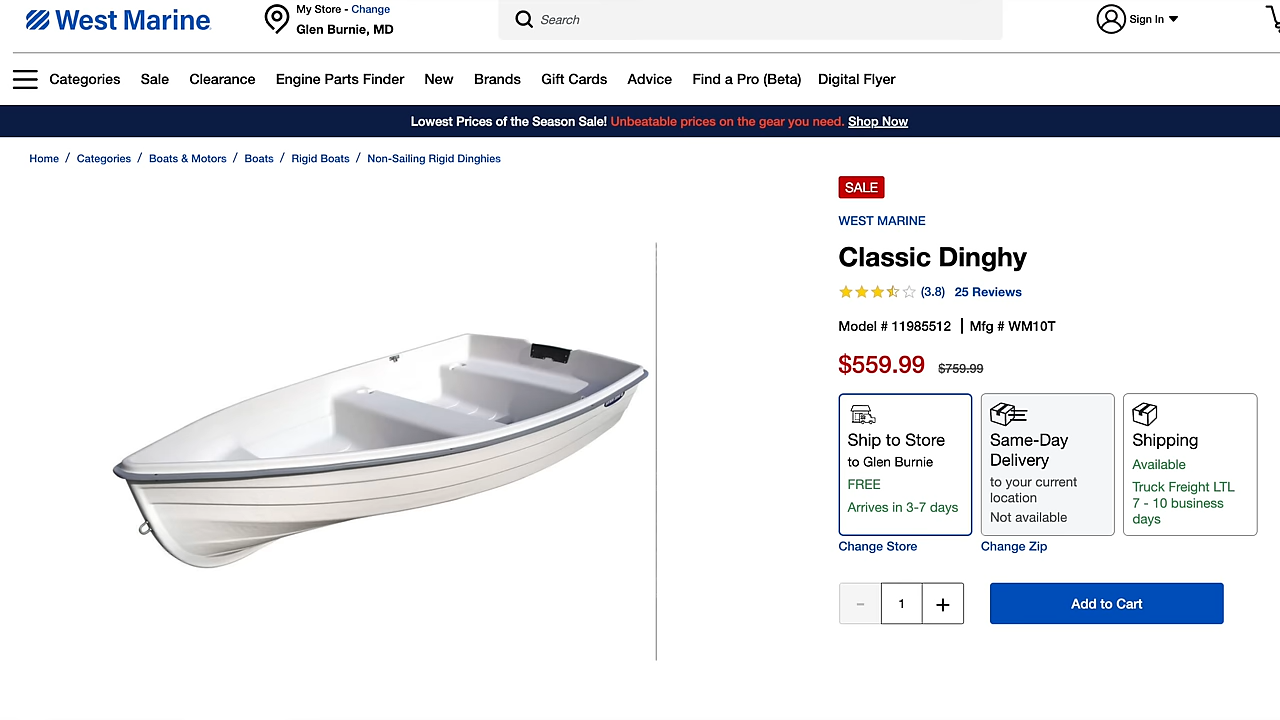 West Marine
My Store - Change
Glen Burnie, MD
Search
Sign In
Categories Sale Clearance Engine Parts Finder New Brands Gift Cards Advice Find a Pro (Beta) Digital Flyer
Lowest Prices of the Season Sale! Unbeatable prices on the gear you need. Shop Now
Home / Categories / Boats & Motors / Boats / Rigid Boats / Non-Sailing Rigid Dinghies
SALE
WEST MARINE
Classic Dinghy
(3.8) 25 Reviews
Model # 11985512 | Mfg # WM10T
$559.99 $759.99
Ship to Store
to Glen Burnie
FREE
Arrives in 3-7 days
Change Store
Same-Day
Delivery
to your current
location
Not available
Change Zip
Shipping
Available
Truck Freight LTL
7 - 10 business
days
- 1 +
Add to Cart